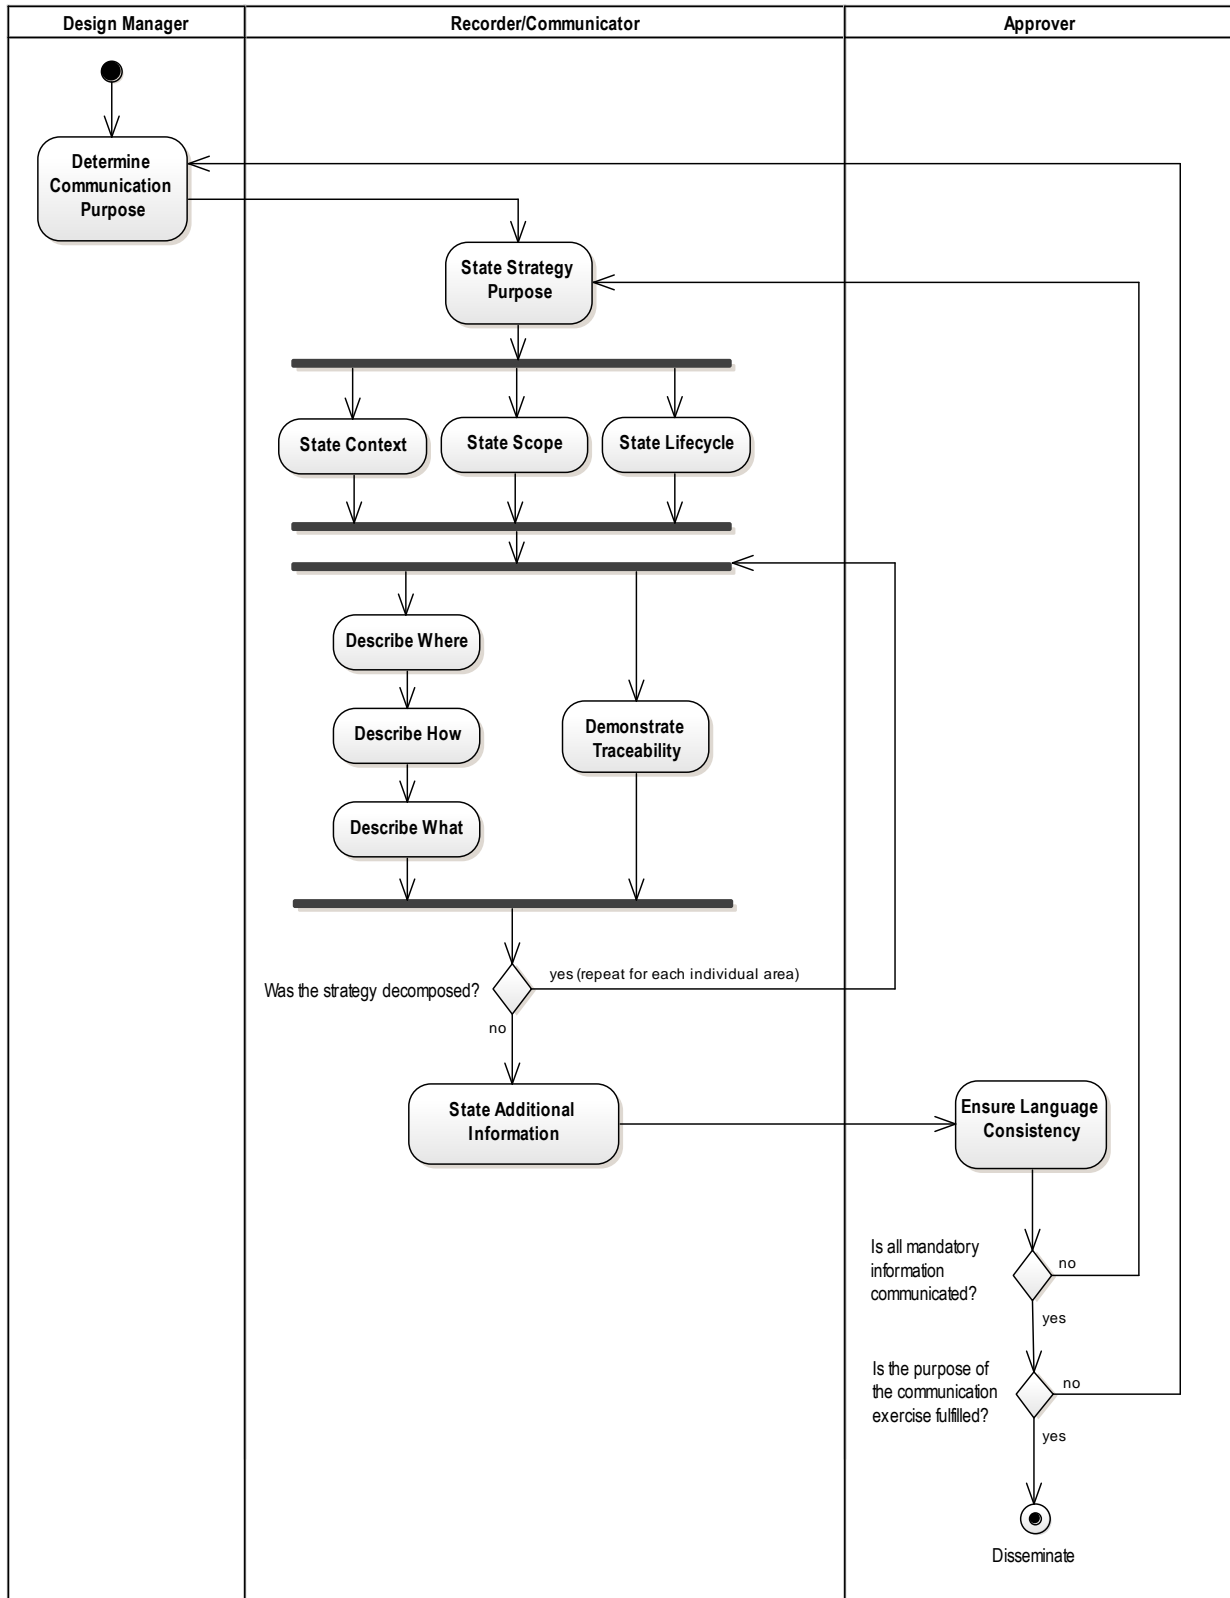 Design Manager
Recorder/Communicator
Approver
Determine
Communication
Purpose
State Strategy
Purpose
State Context
State Scope
State Lifecycle
Describe Where
Describe How
Demonstrate
Traceability
Describe What
yes (repeat for each individual area)
Was the strategy decomposed?
no
State Additional
Information
Ensure Language
Consistency
Is all mandatory
information
communicated?
no
yes
Is the purpose of
the communication
exercise fulfilled?
no
yes
Disseminate